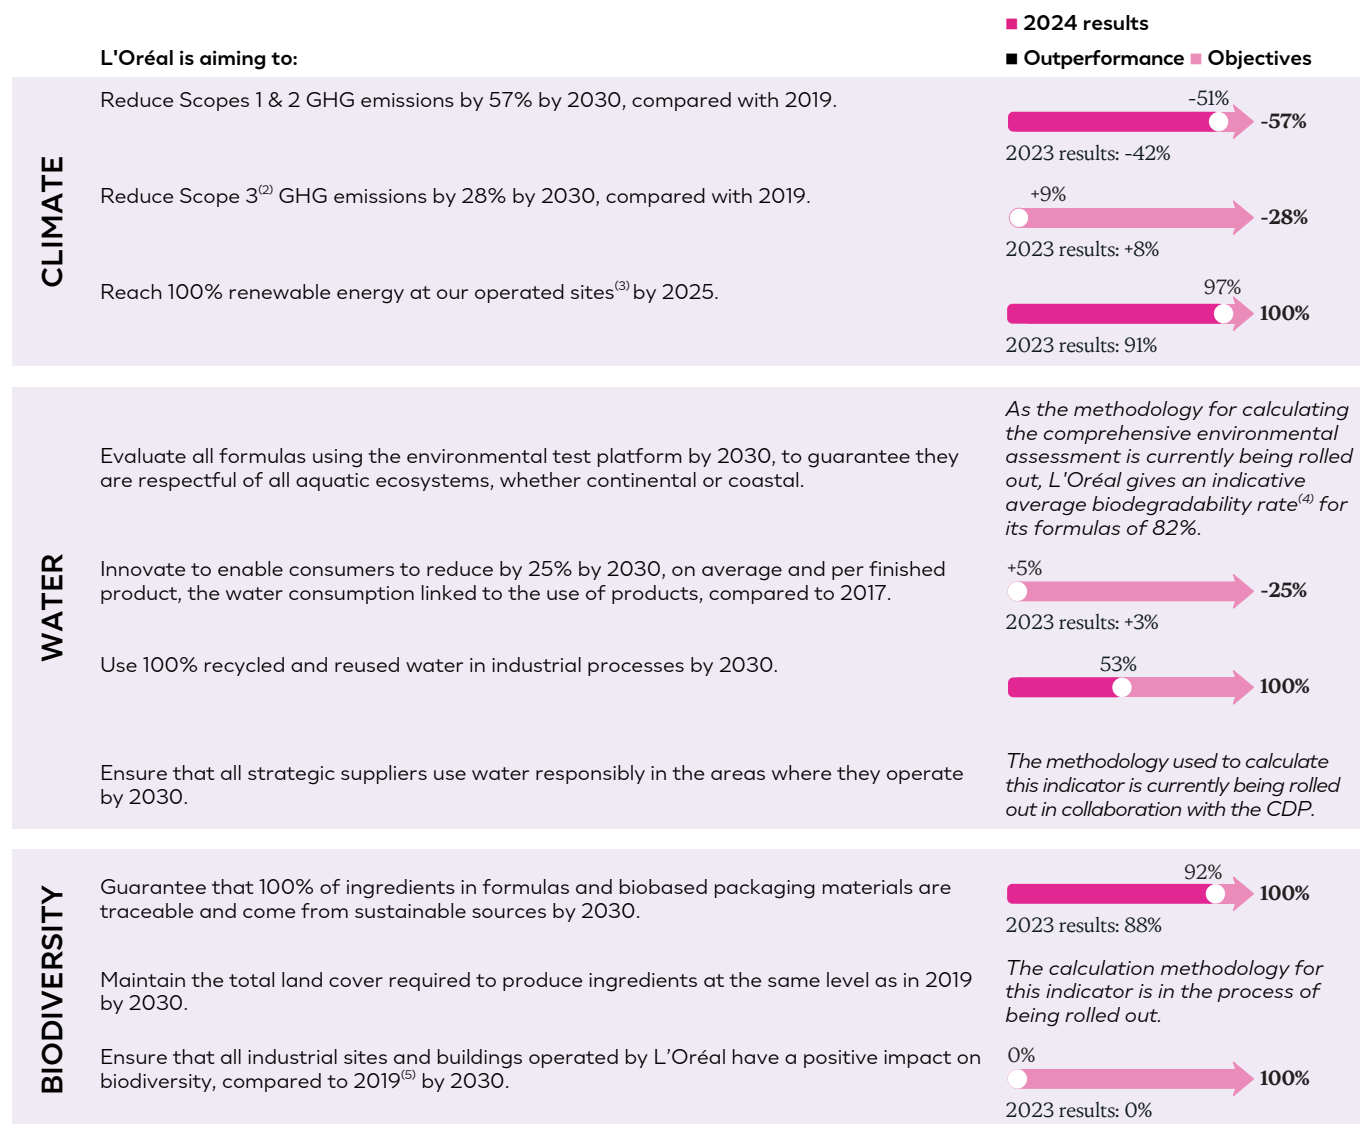 ■ 2024 results
L'Oréal is aiming to:
■ Outperformance ■ Objectives
CLIMATE
Reduce Scopes 1 & 2 GHG emissions by 57% by 2030, compared with 2019.
-51%
-57%
2023 results: -42%
Reduce Scope 3(2) GHG emissions by 28% by 2030, compared with 2019.
+9%
-28%
2023 results: +8%
Reach 100% renewable energy at our operated sites(3) by 2025.
97%
100%
2023 results: 91%
WATER
Evaluate all formulas using the environmental test platform by 2030, to guarantee they
are respectful of all aquatic ecosystems, whether continental or coastal.
As the methodology for calculating
the comprehensive environmental
assessment is currently being rolled
out, L'Oréal gives an indicative
average biodegradability rate(4) for
its formulas of 82%.
Innovate to enable consumers to reduce by 25% by 2030, on average and per finished
product, the water consumption linked to the use of products, compared to 2017.
+5%
-25%
2023 results: +3%
Use 100% recycled and reused water in industrial processes by 2030.
53%
100%
Ensure that all strategic suppliers use water responsibly in the areas where they operate
by 2030.
The methodology used to calculate
this indicator is currently being rolled
out in collaboration with the CDP.
BIODIVERSITY
Guarantee that 100% of ingredients in formulas and biobased packaging materials are
traceable and come from sustainable sources by 2030.
92%
100%
2023 results: 88%
Maintain the total land cover required to produce ingredients at the same level as in 2019
by 2030.
The calculation methodology for
this indicator is in the process of
being rolled out.
Ensure that all industrial sites and buildings operated by L’Oréal have a positive impact on
biodiversity, compared to 2019(5) by 2030.
0%
100%
2023 results: 0%